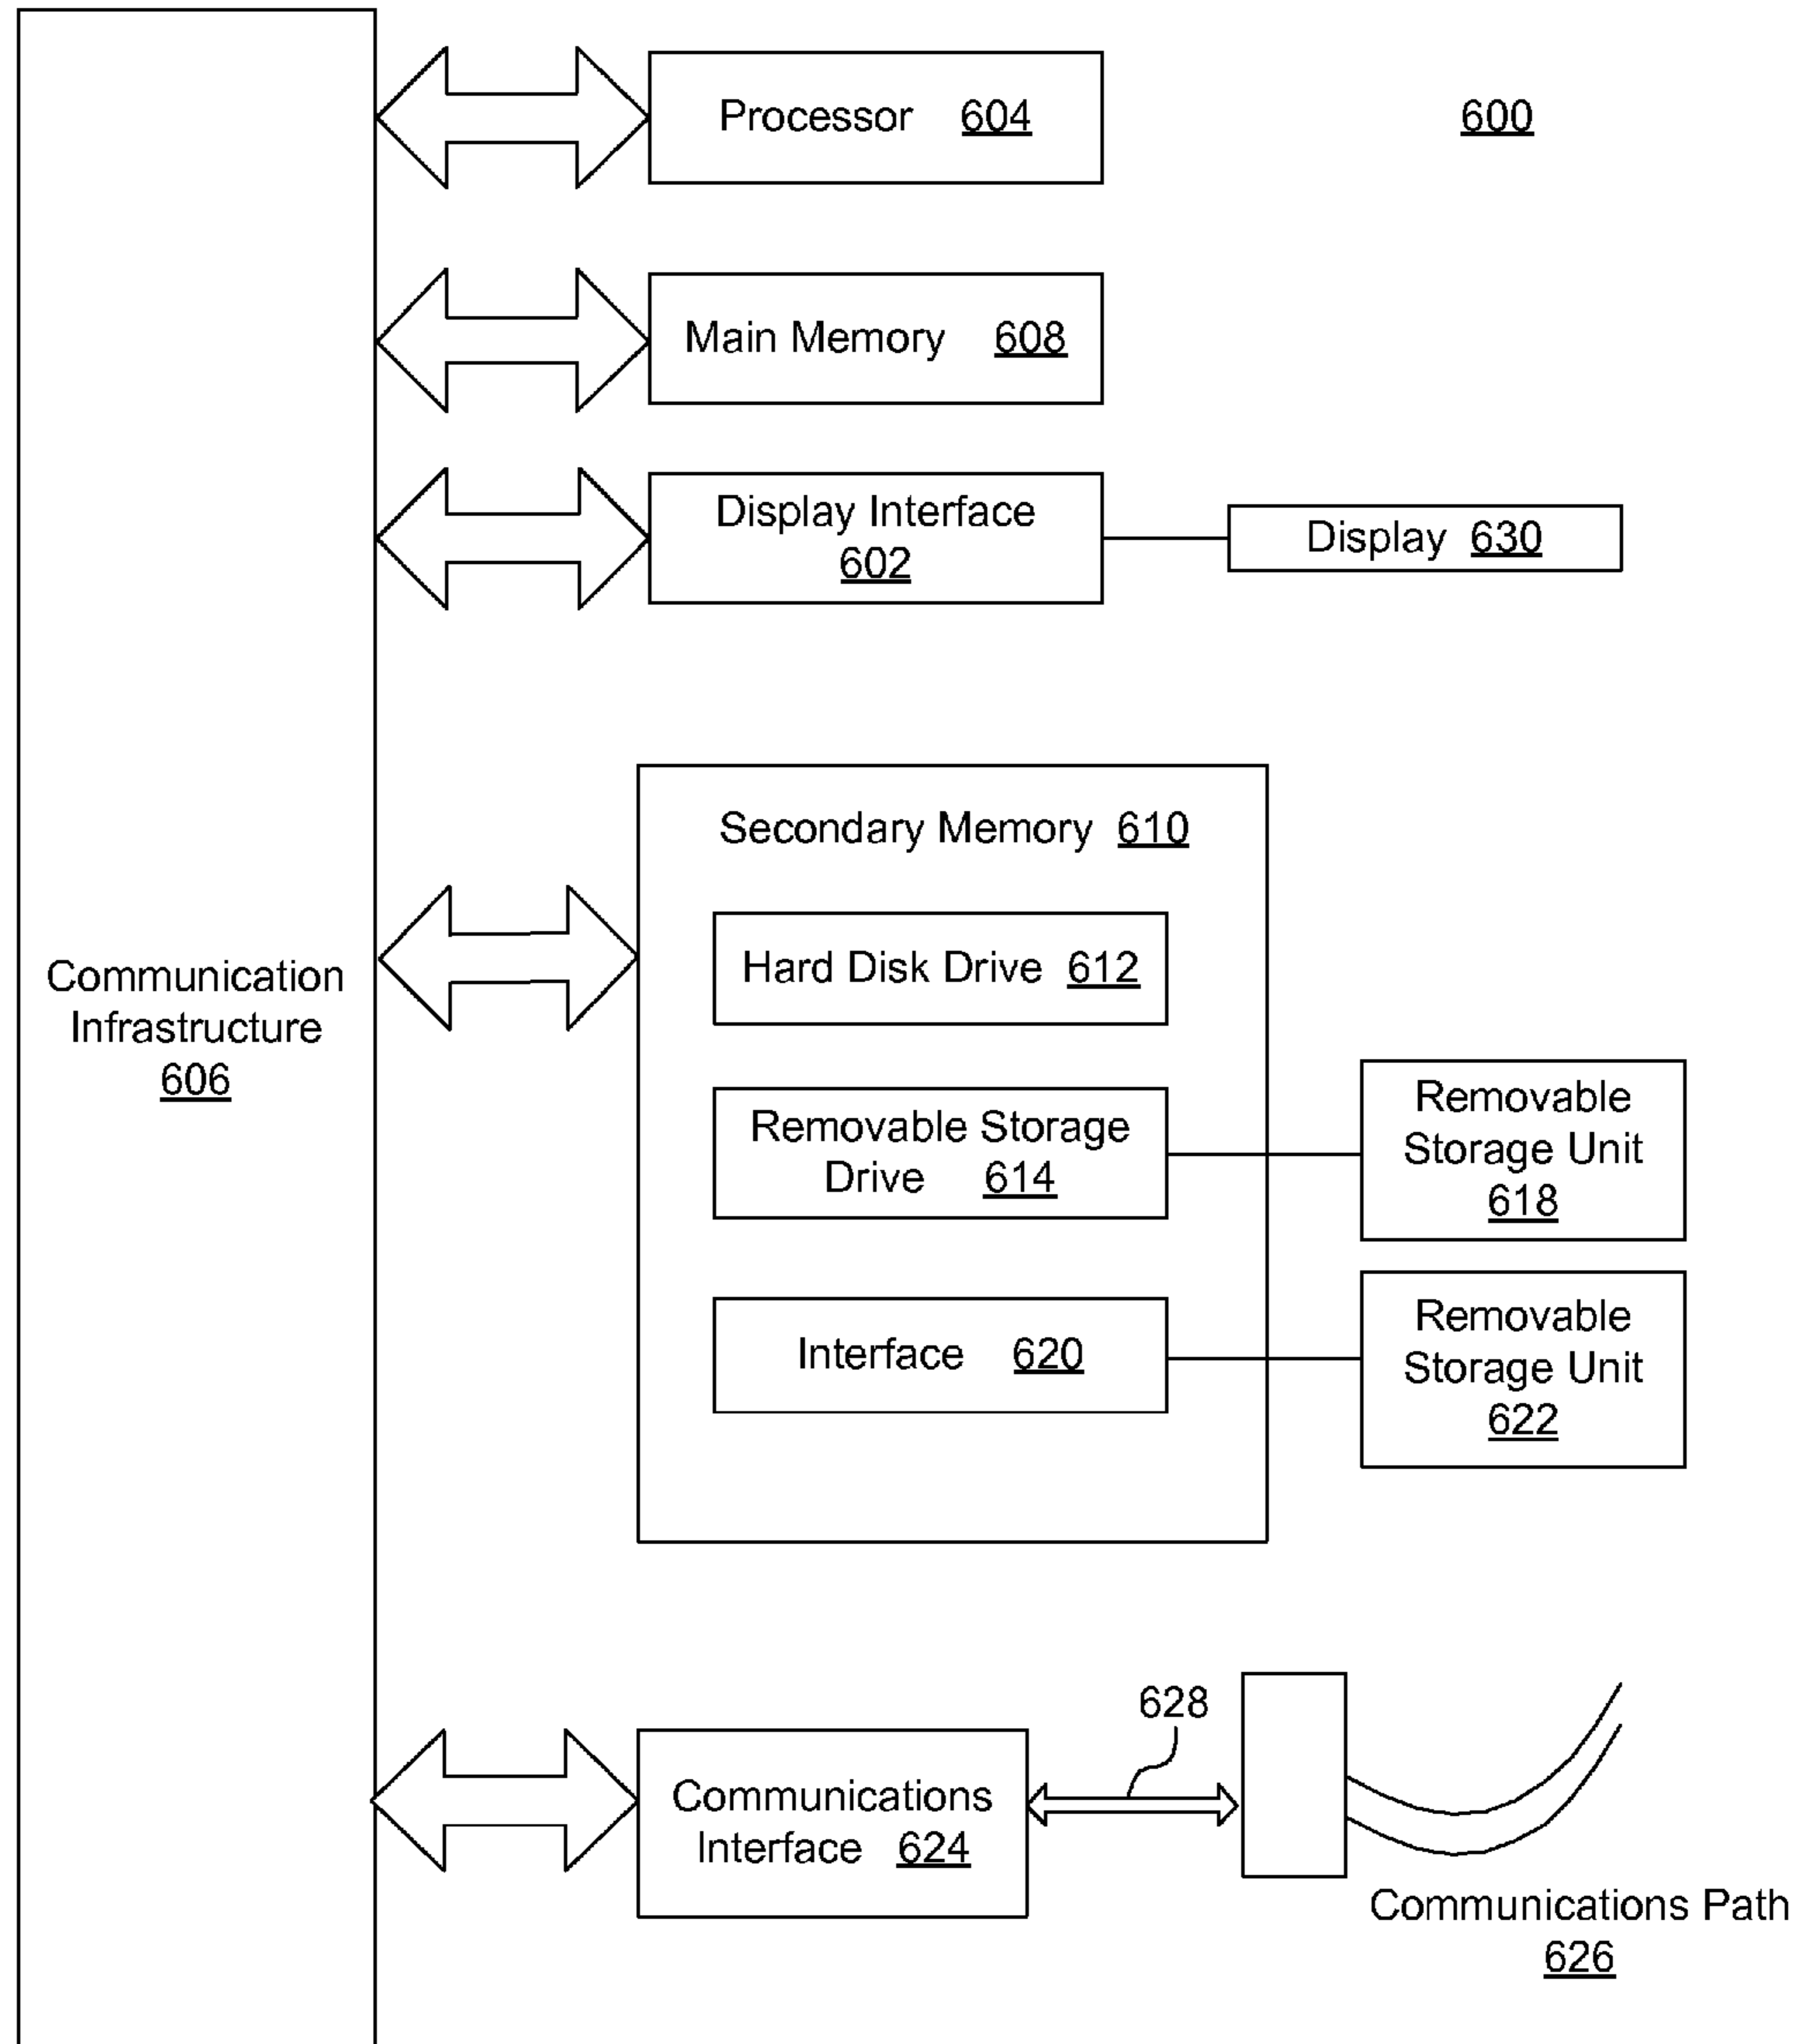 Processor 604
600
Main Memory 608
Display Interface
602
Display 630
Secondary Memory 610
Hard Disk Drive 612
Communication
Infrastructure
606
Removable Storage
Drive 614
Removable
Storage Unit
618
Interface 620
Removable
Storage Unit
622
628
Communications
Interface 624
Communications Path
626